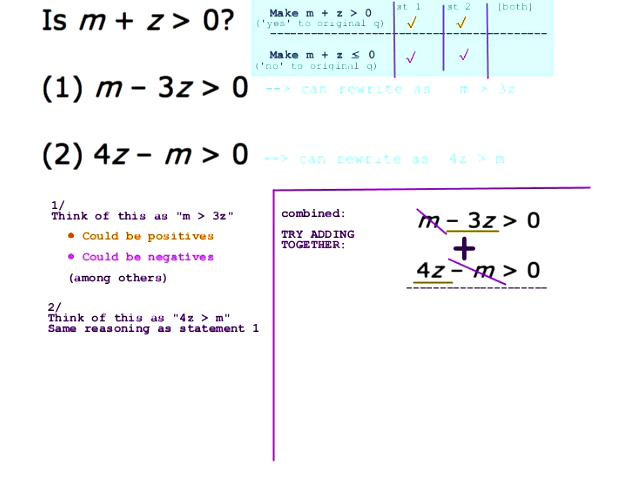 Is m + z > 0?
Make m + z > 0
('yes' to original q)
st 1
st 2
[both]
✓ ✓
Make m + z ≤ 0
('no' to original q)
✓ ✓
(1) m – 3z > 0
--> can rewrite as m > 3z
(2) 4z – m > 0
--> can rewrite as 4z > m
1/
Think of this as "m > 3z"
• Could be positives
• Could be negatives
(among others)
2/
Think of this as "4z > m"
Same reasoning as statement 1
combined:
TRY ADDING
TOGETHER:
m – 3z > 0
+
4z – m > 0